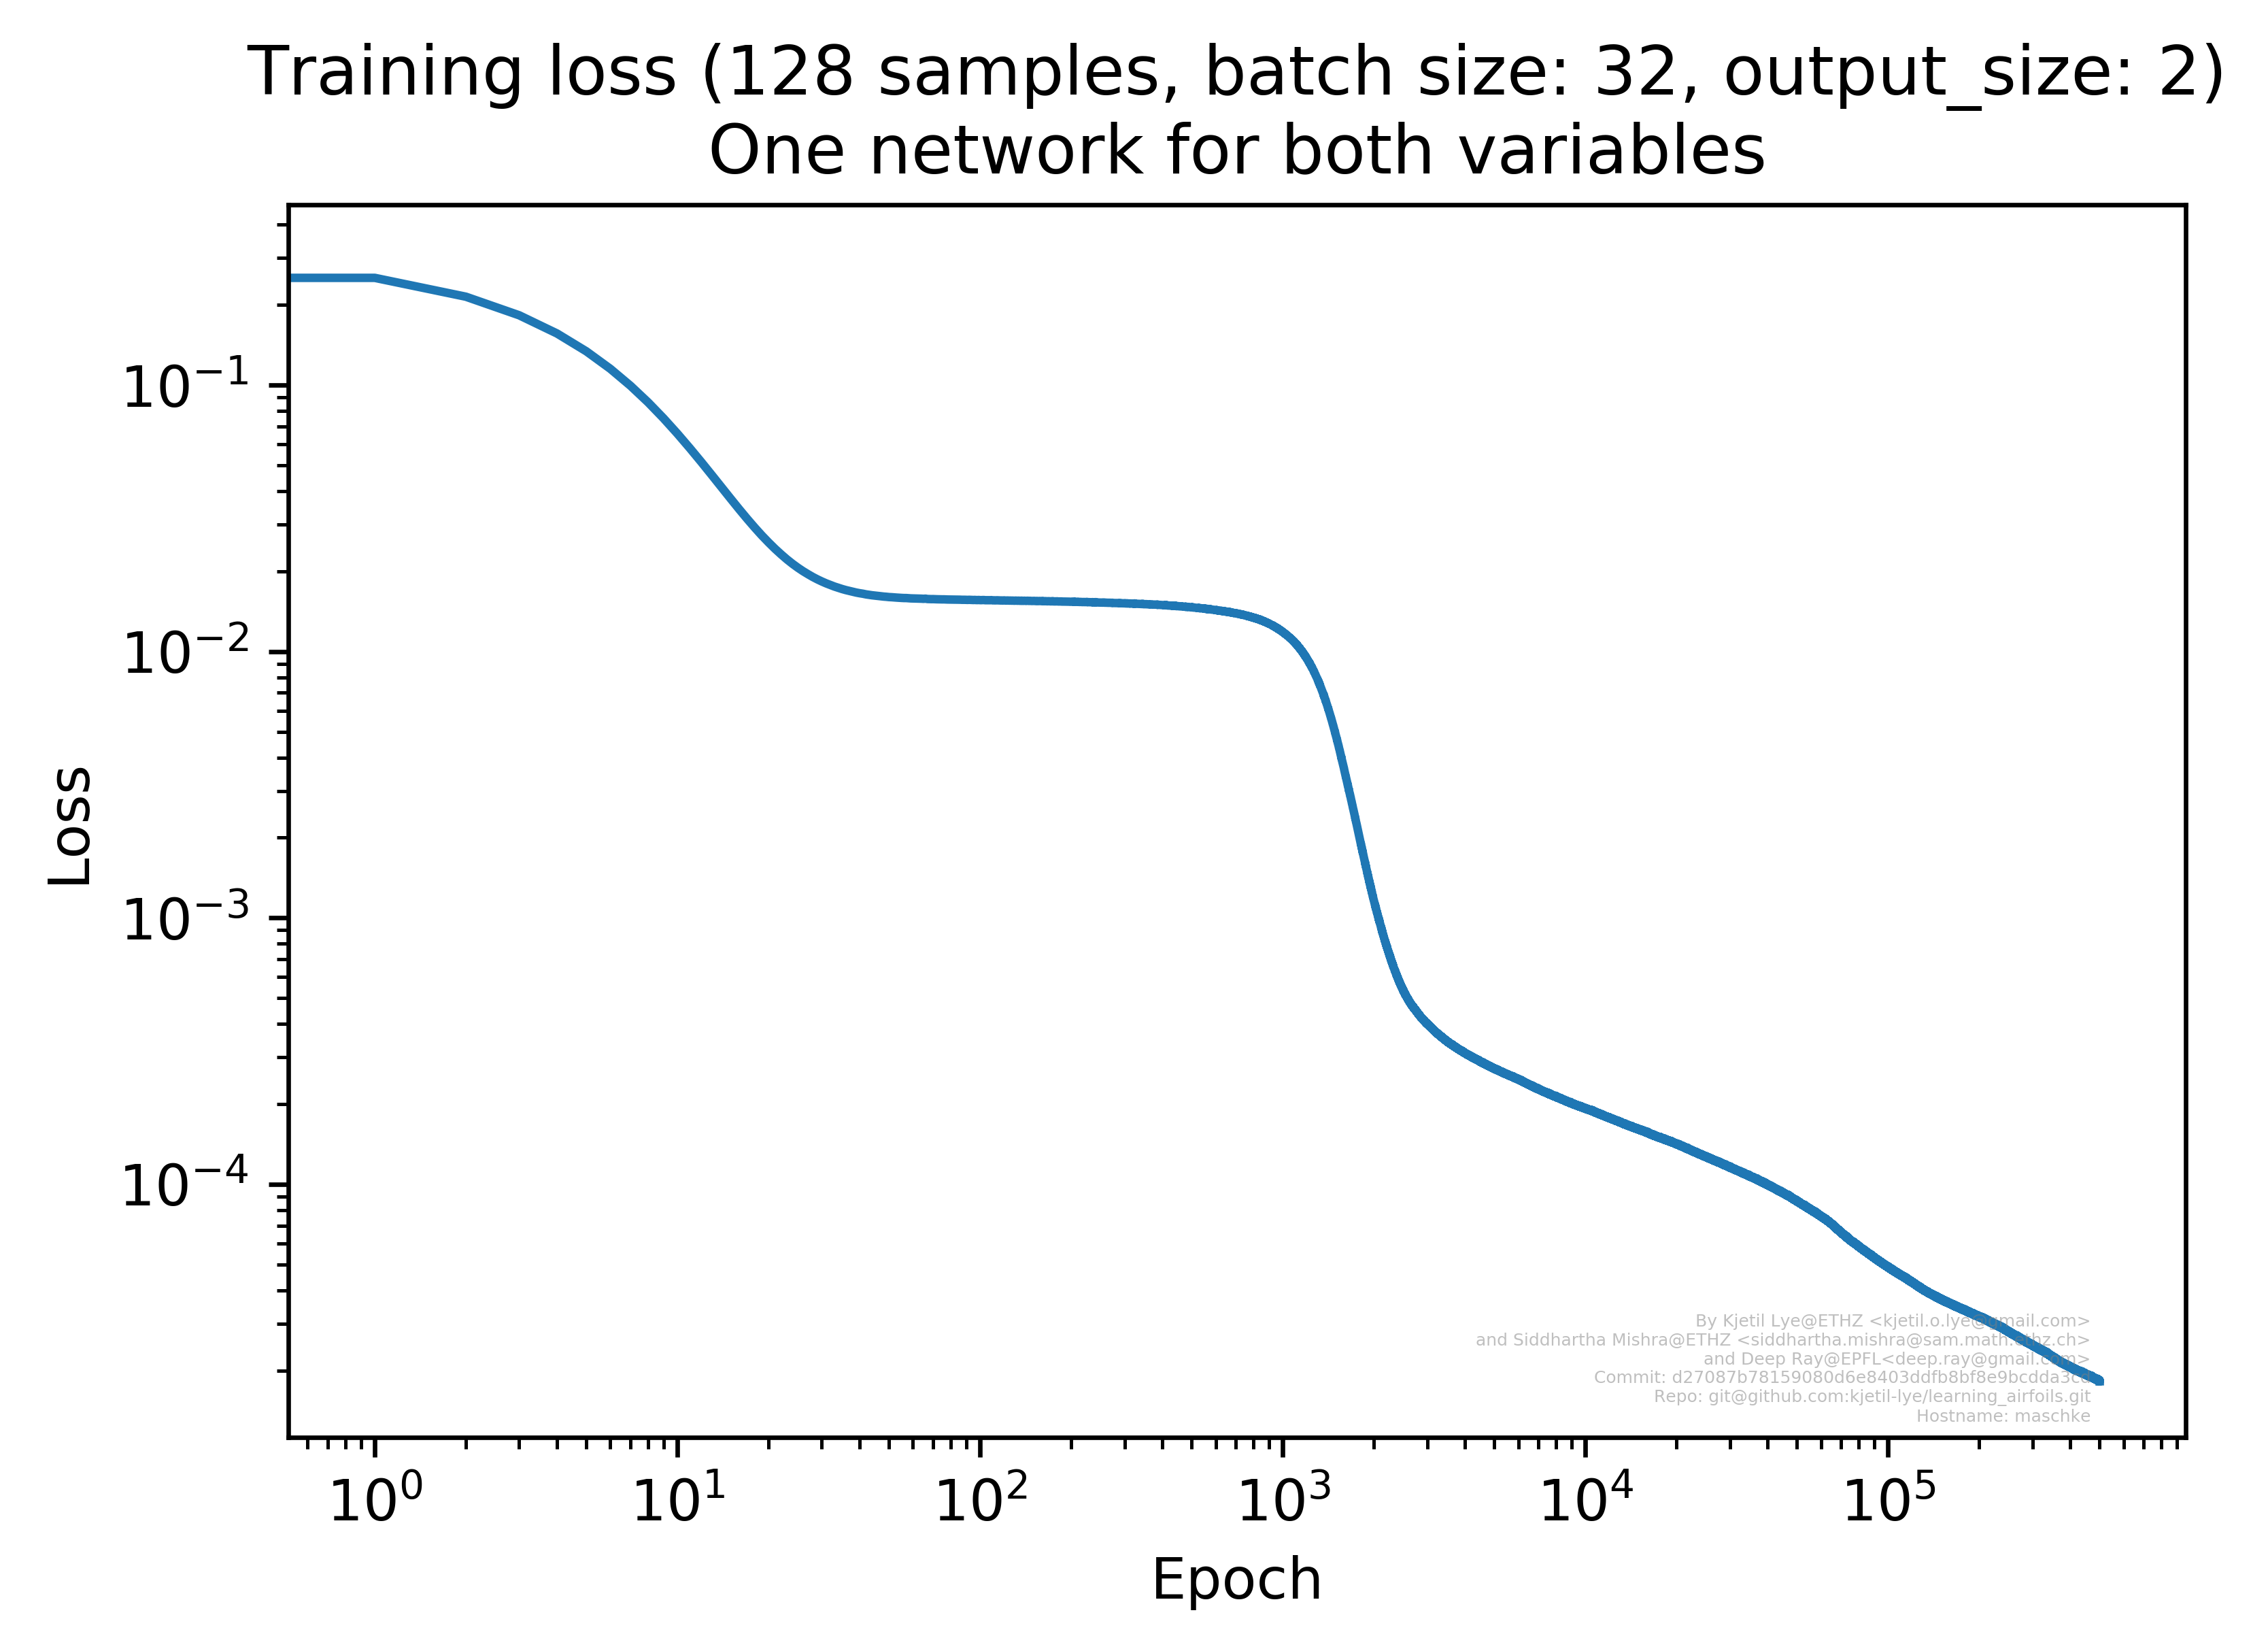 Training loss (128 samples, batch size: 32, output_size: 2)
One network for both variables
Loss
10⁻¹
10⁻²
10⁻³
10⁻⁴
10⁰ 10¹ 10² 10³ 10⁴ 10⁵
Epoch
By Kjetil Lye@ETHZ <kjetil.o.lye@gmail.com>
and Siddhartha Mishra@ETHZ <siddhartha.mishra@sam.math.ethz.ch>
and Deep Ray@EPFL<deep.ray@gmail.com>
Commit: d27087b78159080d6e8403ddfb8bf8e9bcdda3cd
Repo: git@github.com:kjetil-lye/learning_airfoils.git
Hostname: maschke